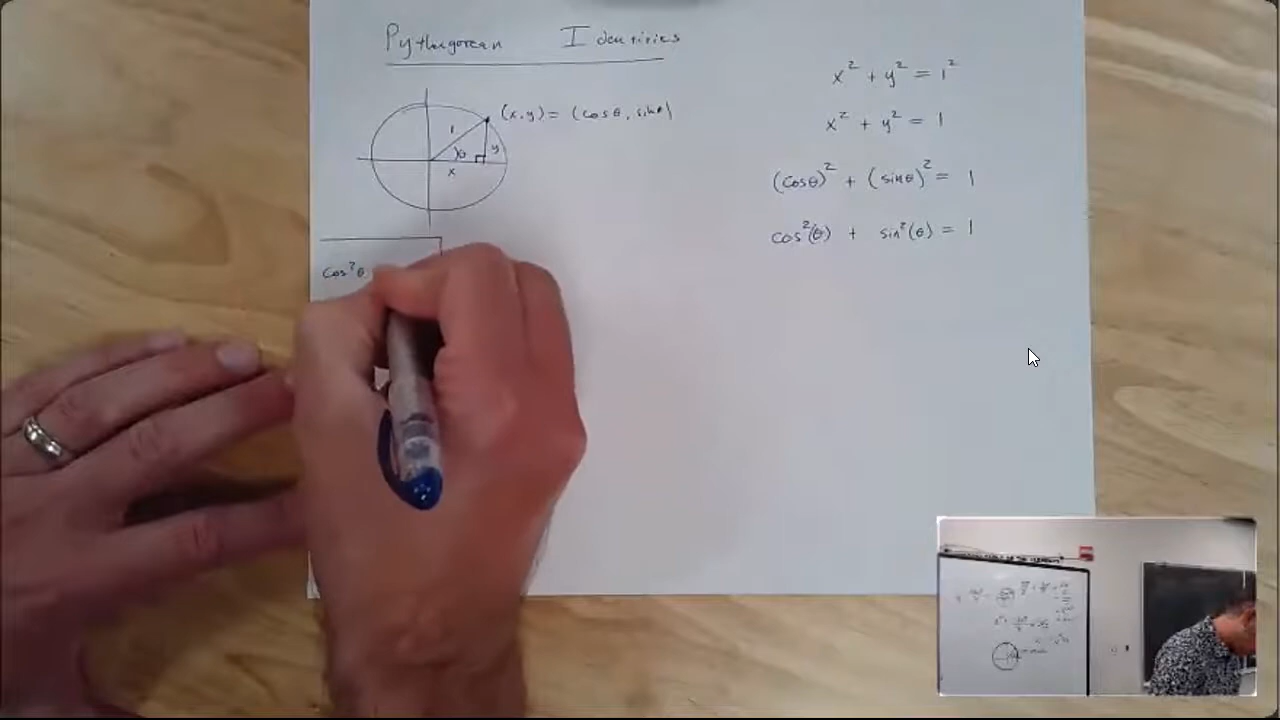 Pythagorean Identities
(x,y) = (cosθ, sinθ)
1
θ
y
x
cos²θ
x² + y² = 1²
x² + y² = 1
(cosθ)² + (sinθ)² = 1
cos²(θ) + sin²(θ) = 1